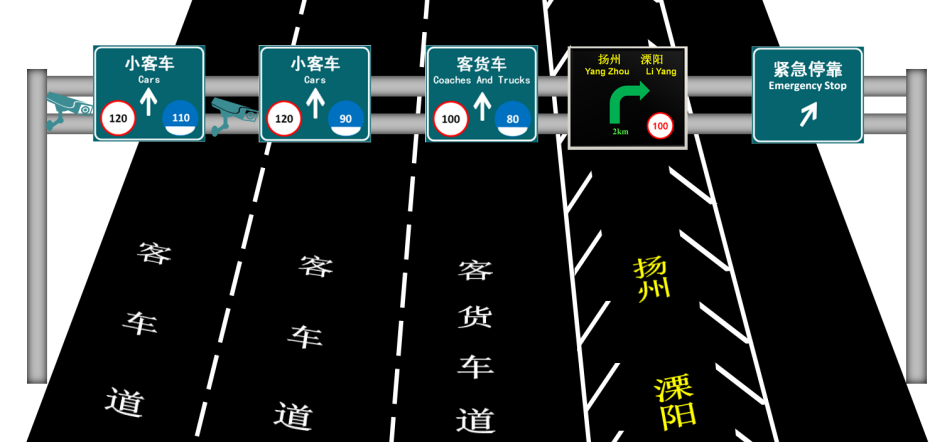 小客车
Cars
120 110
小客车
Cars
120 90
客货车
Coaches And Trucks
100 80
扬州 溧阳
Yang Zhou Li Yang
2km 100
紧急停靠
Emergency Stop
客车道
客车道
客货车道
扬州
溧阳